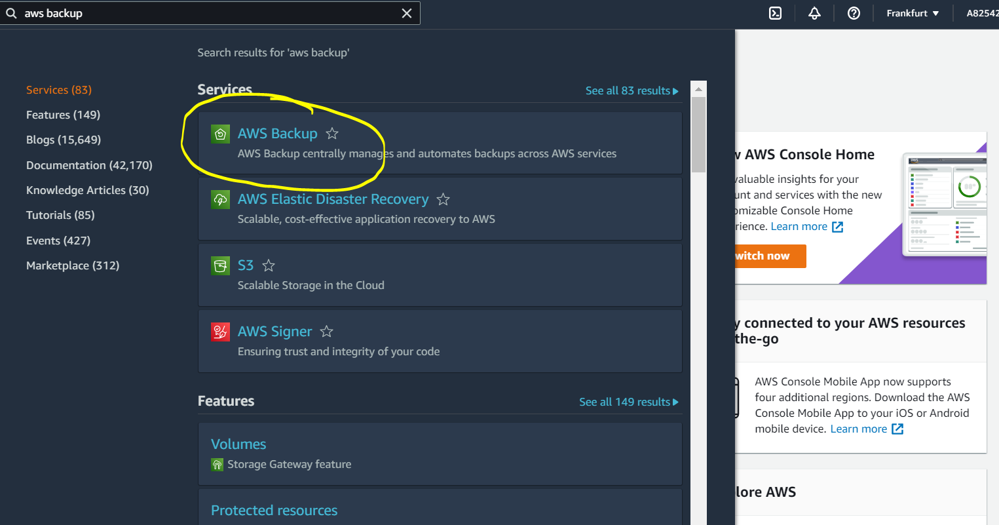 aws backup
Frankfurt ▼
A82542
Search results for 'aws backup'
Services (83)
Features (149)
Blogs (15,649)
Documentation (42,170)
Knowledge Articles (30)
Tutorials (85)
Events (427)
Marketplace (312)
Services
See all 83 results
AWS Backup
AWS Backup centrally manages and automates backups across AWS services
AWS Elastic Disaster Recovery
Scalable, cost-effective application recovery to AWS
S3
Scalable Storage in the Cloud
AWS Signer
Ensuring trust and integrity of your code
Features
See all 149 results
Volumes
Storage Gateway feature
Protected resources
w AWS Console Home
valuable insights for your
unt and services with the new
omizable Console Home
rience. Learn more
witch now
y connected to your AWS resources
the-go
AWS Console Mobile App now supports
four additional regions. Download the AWS
Console Mobile App to your iOS or Android
mobile device. Learn more
lore AWS